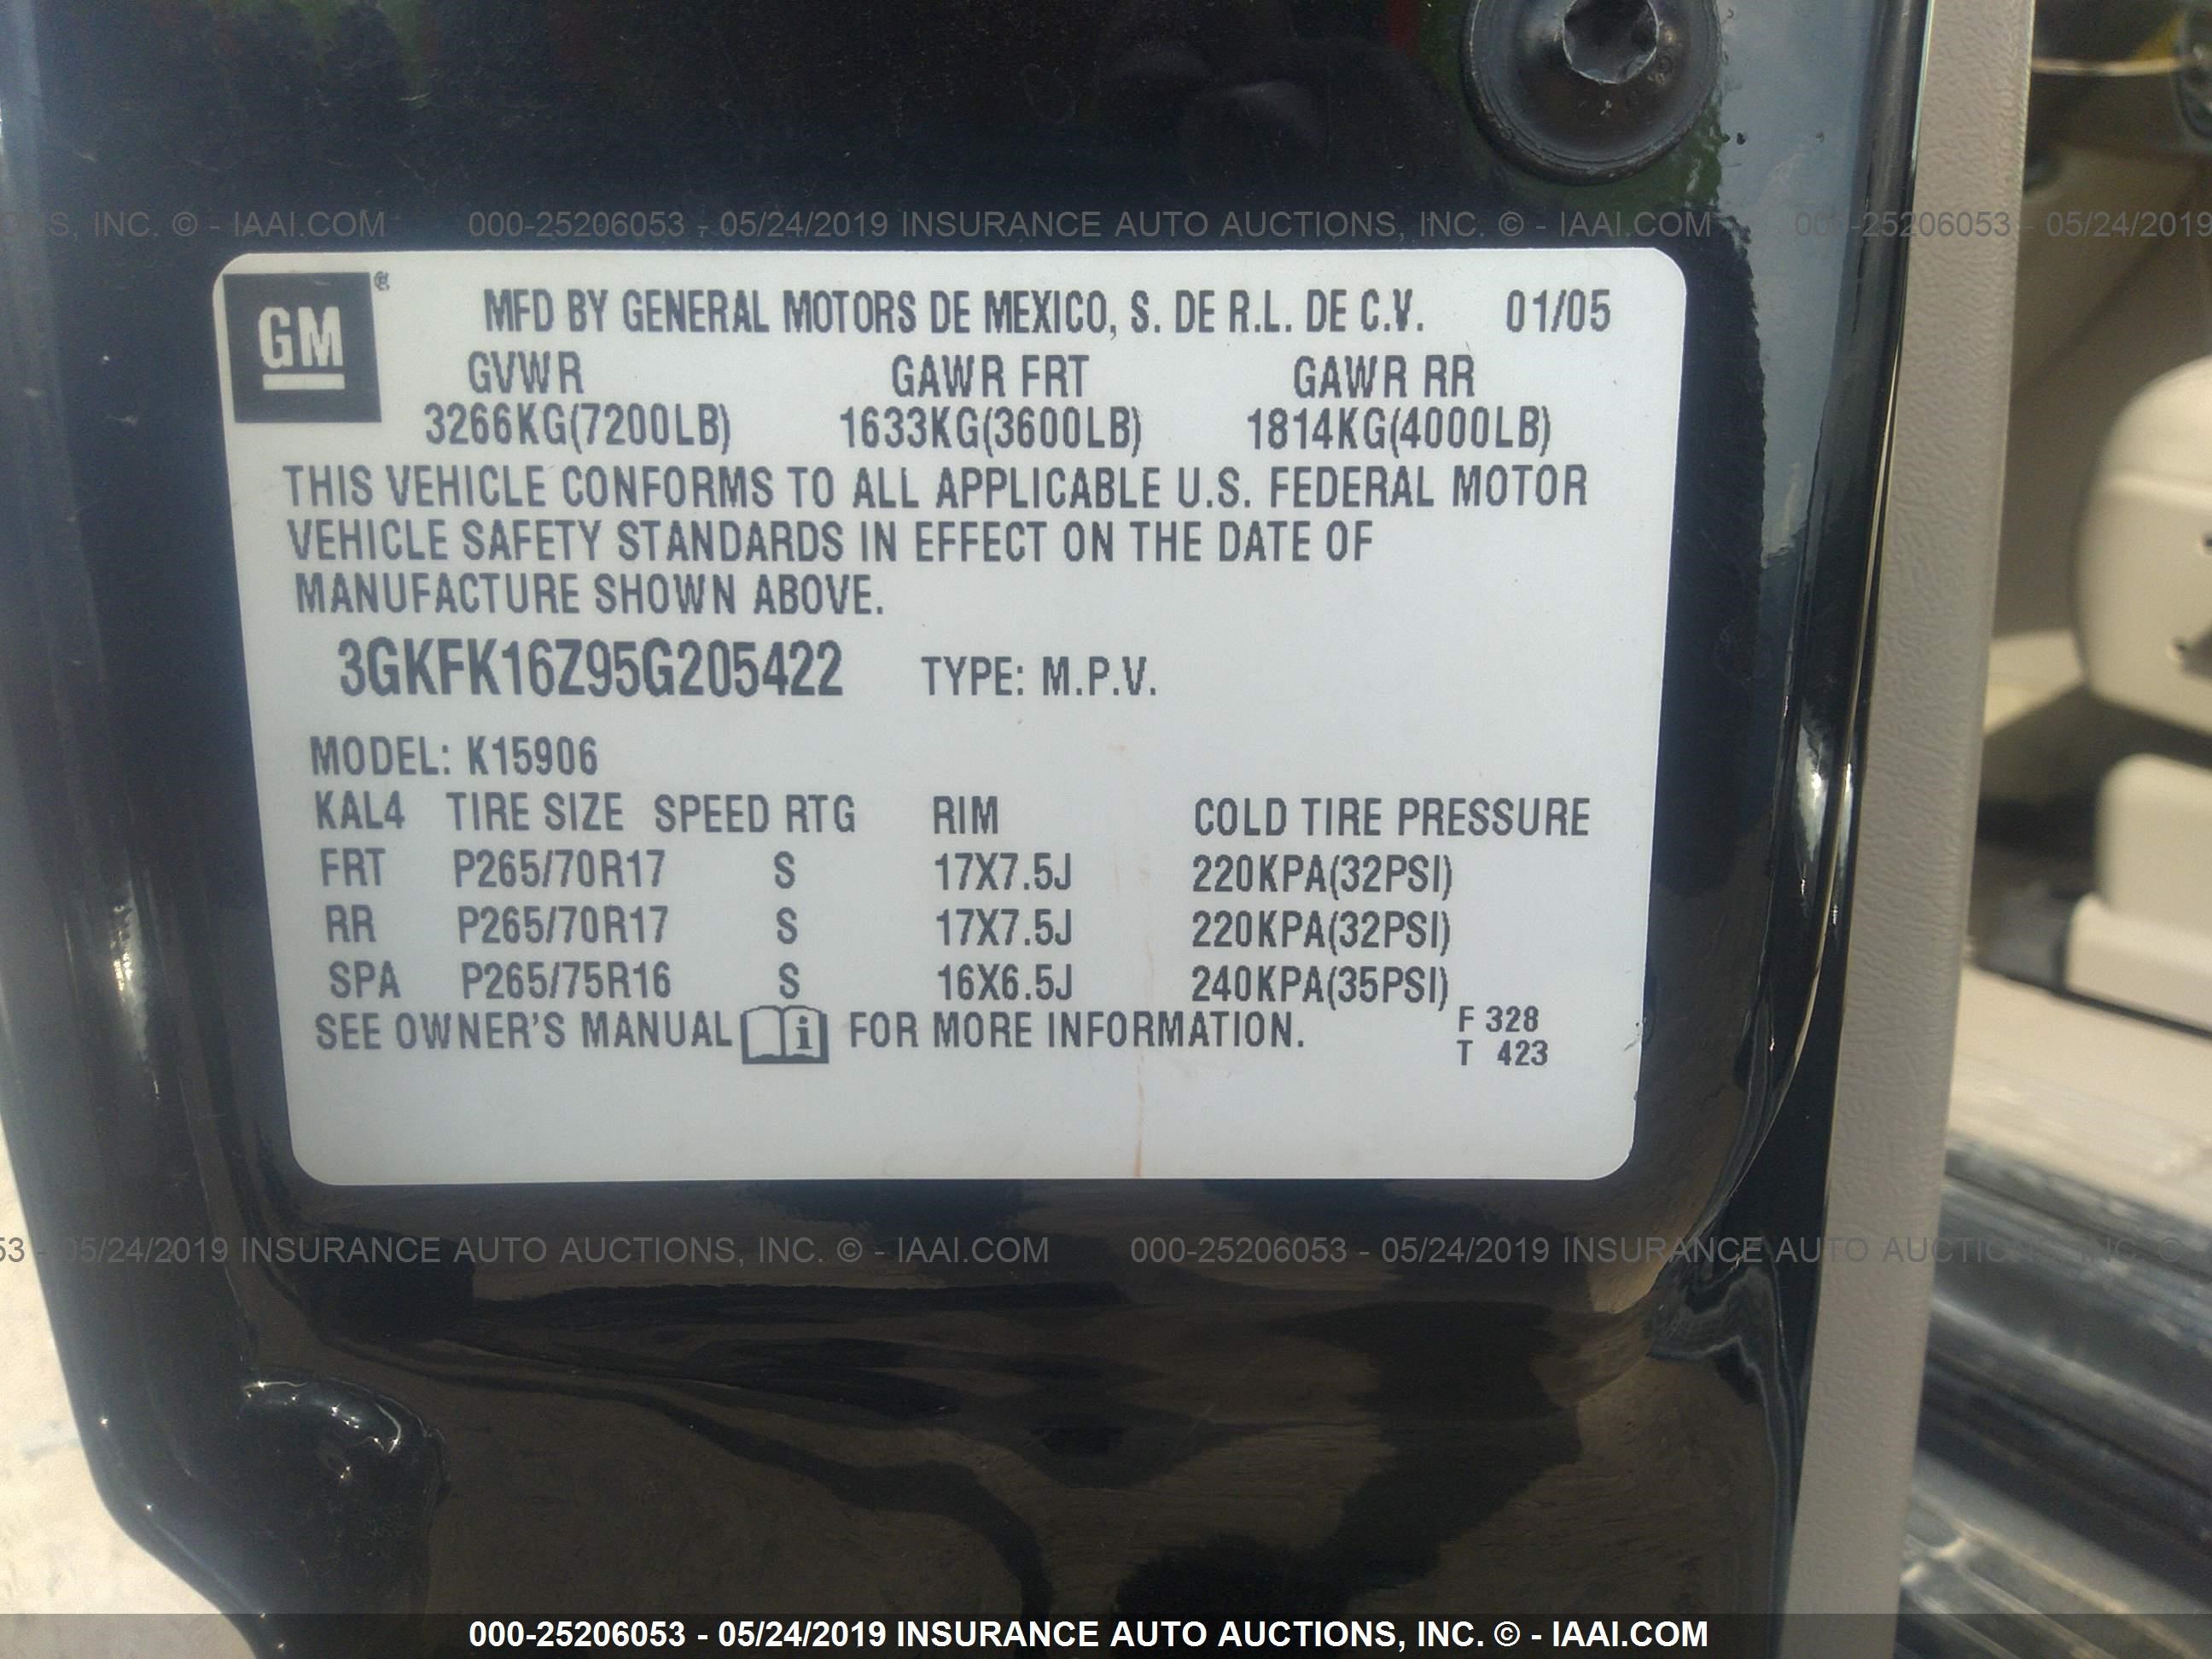 000-25206053 - 05/24/2019 INSURANCE AUTO AUCTIONS, INC. © - IAAI.COM
GM®
MFD BY GENERAL MOTORS DE MEXICO, S. DE R.L. DE C.V. 01/05
GVWR GAWR FRT GAWR RR
3266KG(7200LB) 1633KG(3600LB) 1814KG(4000LB)
THIS VEHICLE CONFORMS TO ALL APPLICABLE U.S. FEDERAL MOTOR
VEHICLE SAFETY STANDARDS IN EFFECT ON THE DATE OF
MANUFACTURE SHOWN ABOVE.
3GKFK16Z95G205422 TYPE: M.P.V.
MODEL: K15906
KAL4 TIRE SIZE SPEED RTG RIM COLD TIRE PRESSURE
FRT P265/70R17 S 17X7.5J 220KPA(32PSI)
RR P265/70R17 S 17X7.5J 220KPA(32PSI)
SPA P265/75R16 S 16X6.5J 240KPA(35PSI)
SEE OWNER'S MANUAL i FOR MORE INFORMATION.
F 328
T 423
53 - 05/24/2019 INSURANCE AUTO AUCTIONS, INC. © - IAAI.COM 000-25206053 - 05/24/2019 INSURANCE AUTO AUCTIONS, INC. ©
000-25206053 - 05/24/2019 INSURANCE AUTO AUCTIONS, INC. © - IAAI.COM